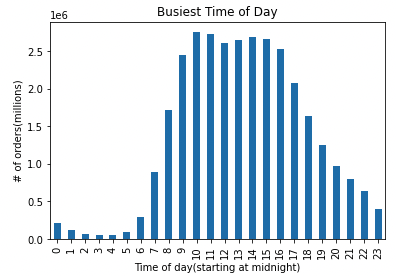 Busiest Time of Day
1e6
2.5
2.0
1.5
1.0
0.5
0.0
# of orders(millions)
0 1 2 3 4 5 6 7 8 9 10 11 12 13 14 15 16 17 18 19 20 21 22 23
Time of day(starting at midnight)